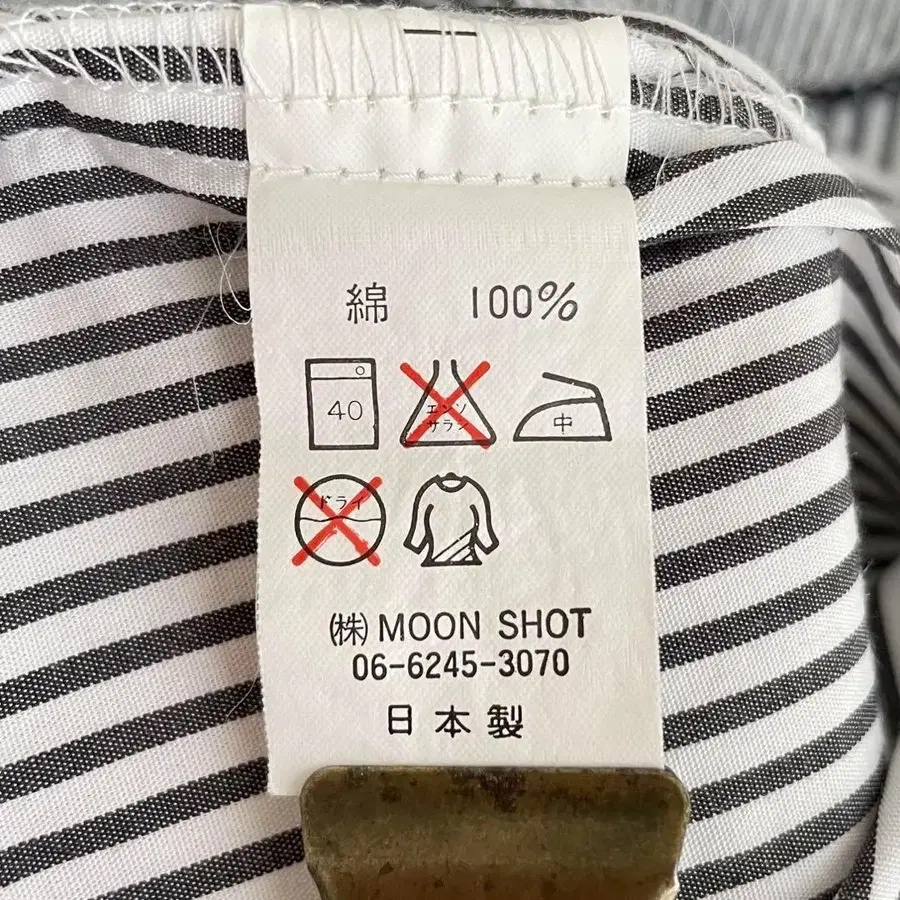 綿 100%
40
エンソ
サラシ
中
ドライ
(株) MOON SHOT
06-6245-3070
日本製